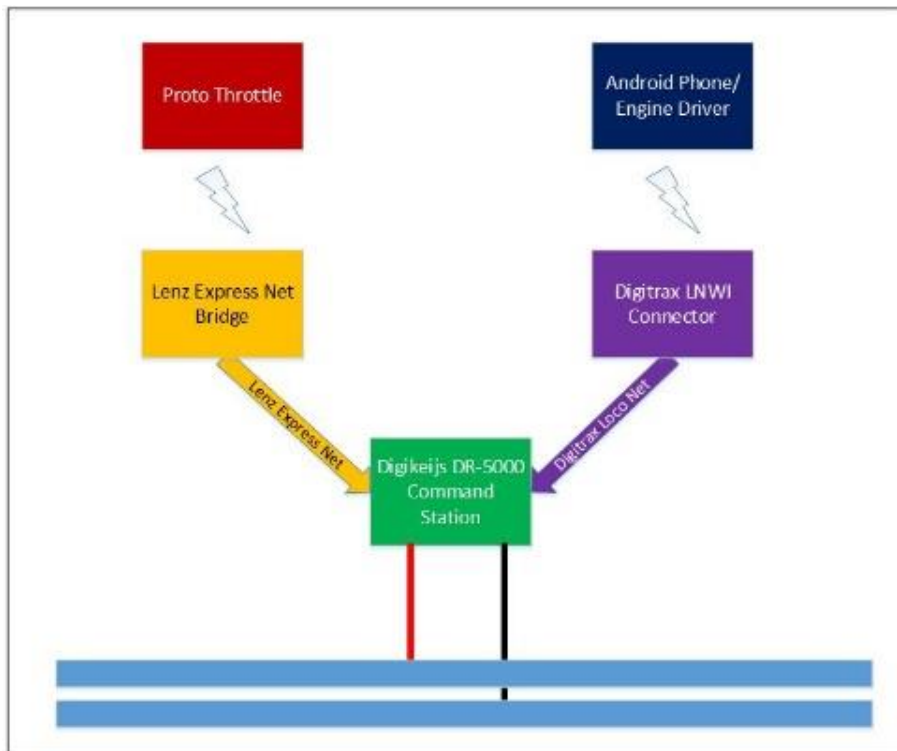 Proto Throttle
Android Phone/
Engine Driver
Lenz Express Net
Bridge
Digitrax LNWI
Connector
Lenz Express Net
Digitrax Loco Net
Digikeijs DR-5000
Command
Station